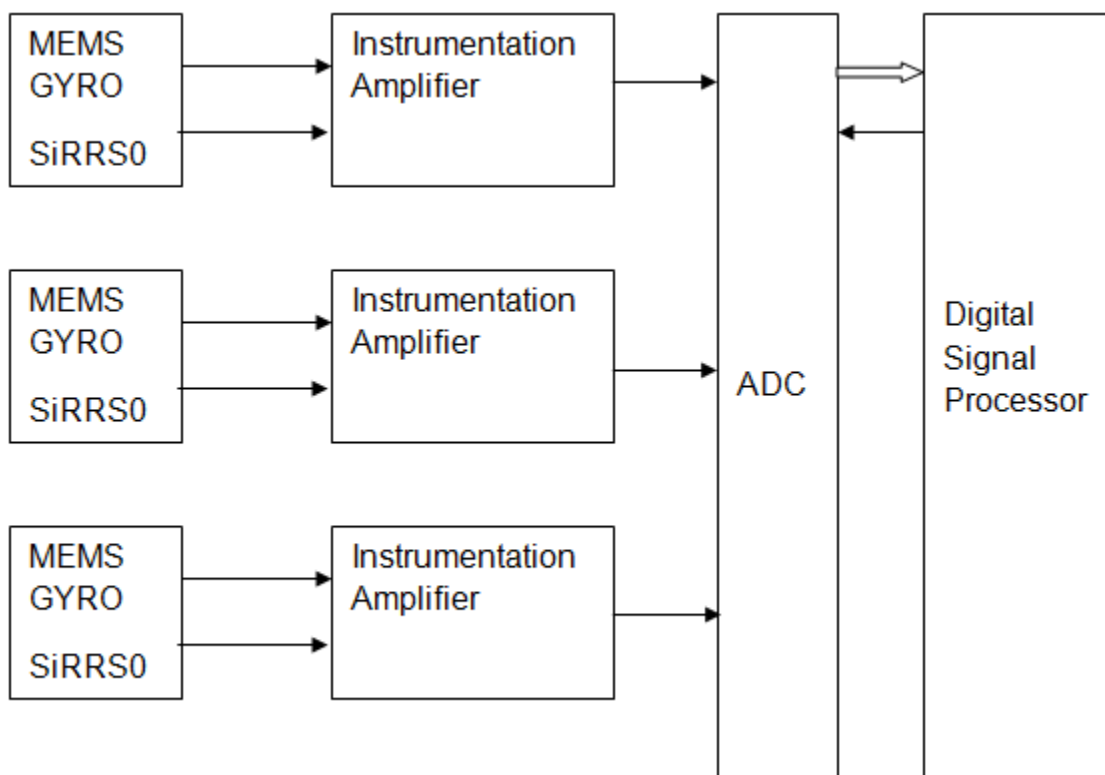 MEMS
GYRO
SiRRS0
Instrumentation
Amplifier
MEMS
GYRO
SiRRS0
Instrumentation
Amplifier
MEMS
GYRO
SiRRS0
Instrumentation
Amplifier
ADC
Digital
Signal
Processor